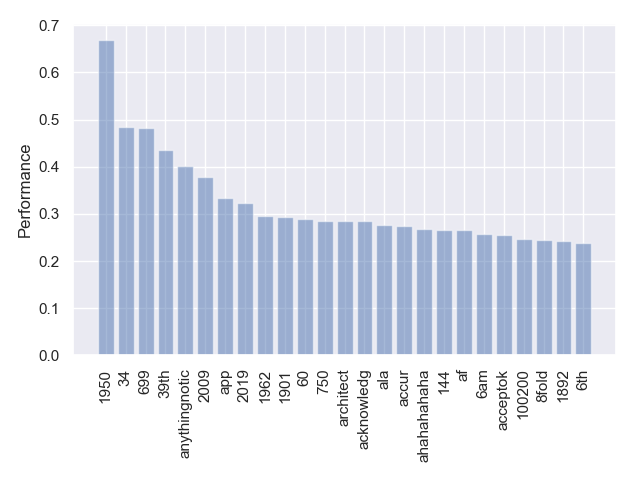 0.7
0.6
0.5
0.4
0.3
0.2
0.1
0.0
Performance
1950
34
699
39th
anythingnotic
2009
app
2019
1962
1901
60
750
architect
acknowledg
ala
accur
ahahahahaha
144
af
6am
acceptok
100200
8fold
1892
6th